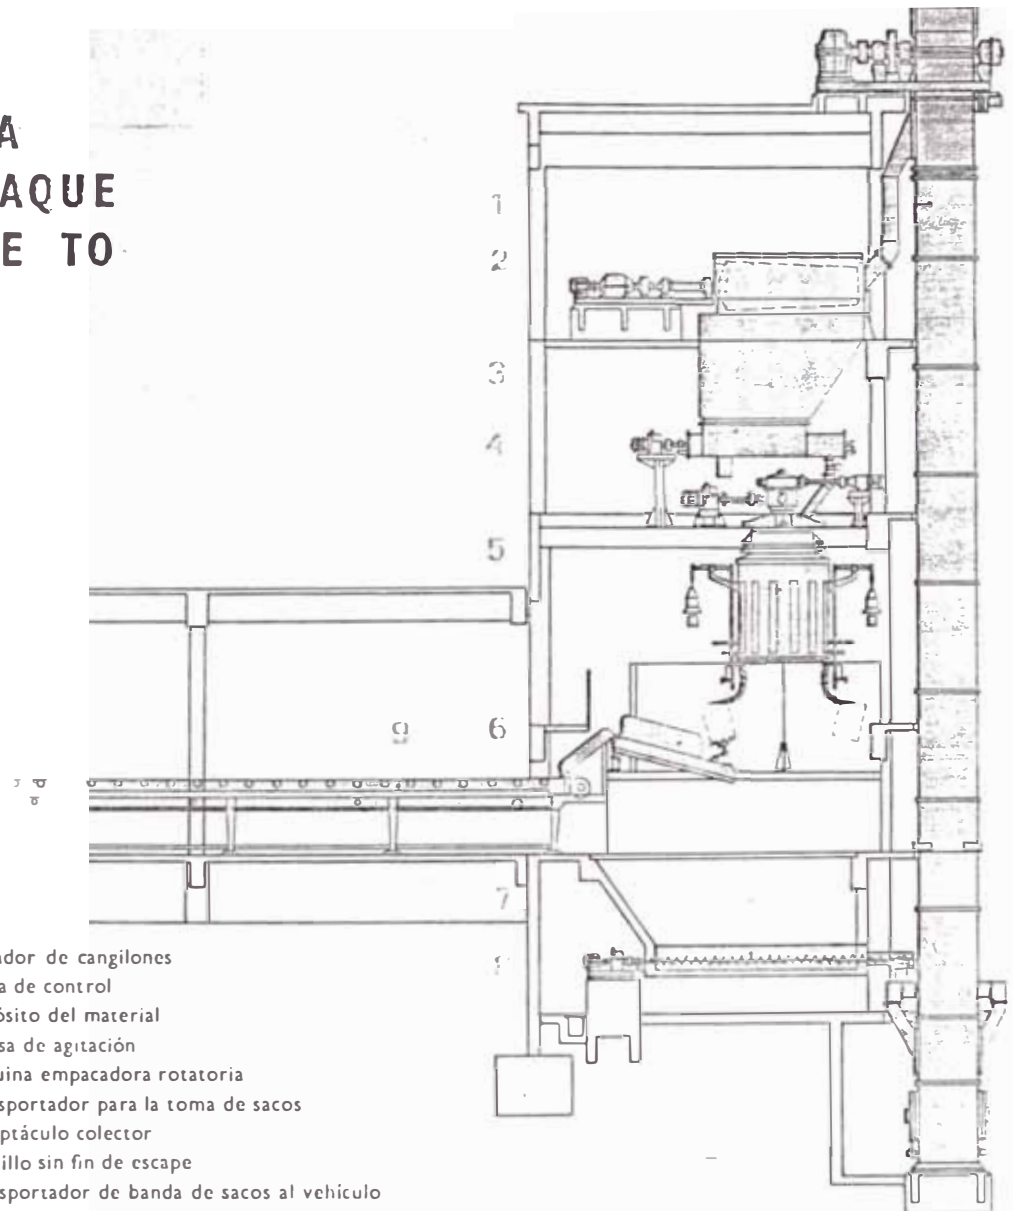 A
AQUE
E TO
1
2
3
4
5
9 6
7
8
ador de cangilones
a de control
ósito del material
sa de agitación
uina empacadora rotatoria
sportador para la toma de sacos
ptáculo colector
illo sin fin de escape
sportador de banda de sacos al vehículo